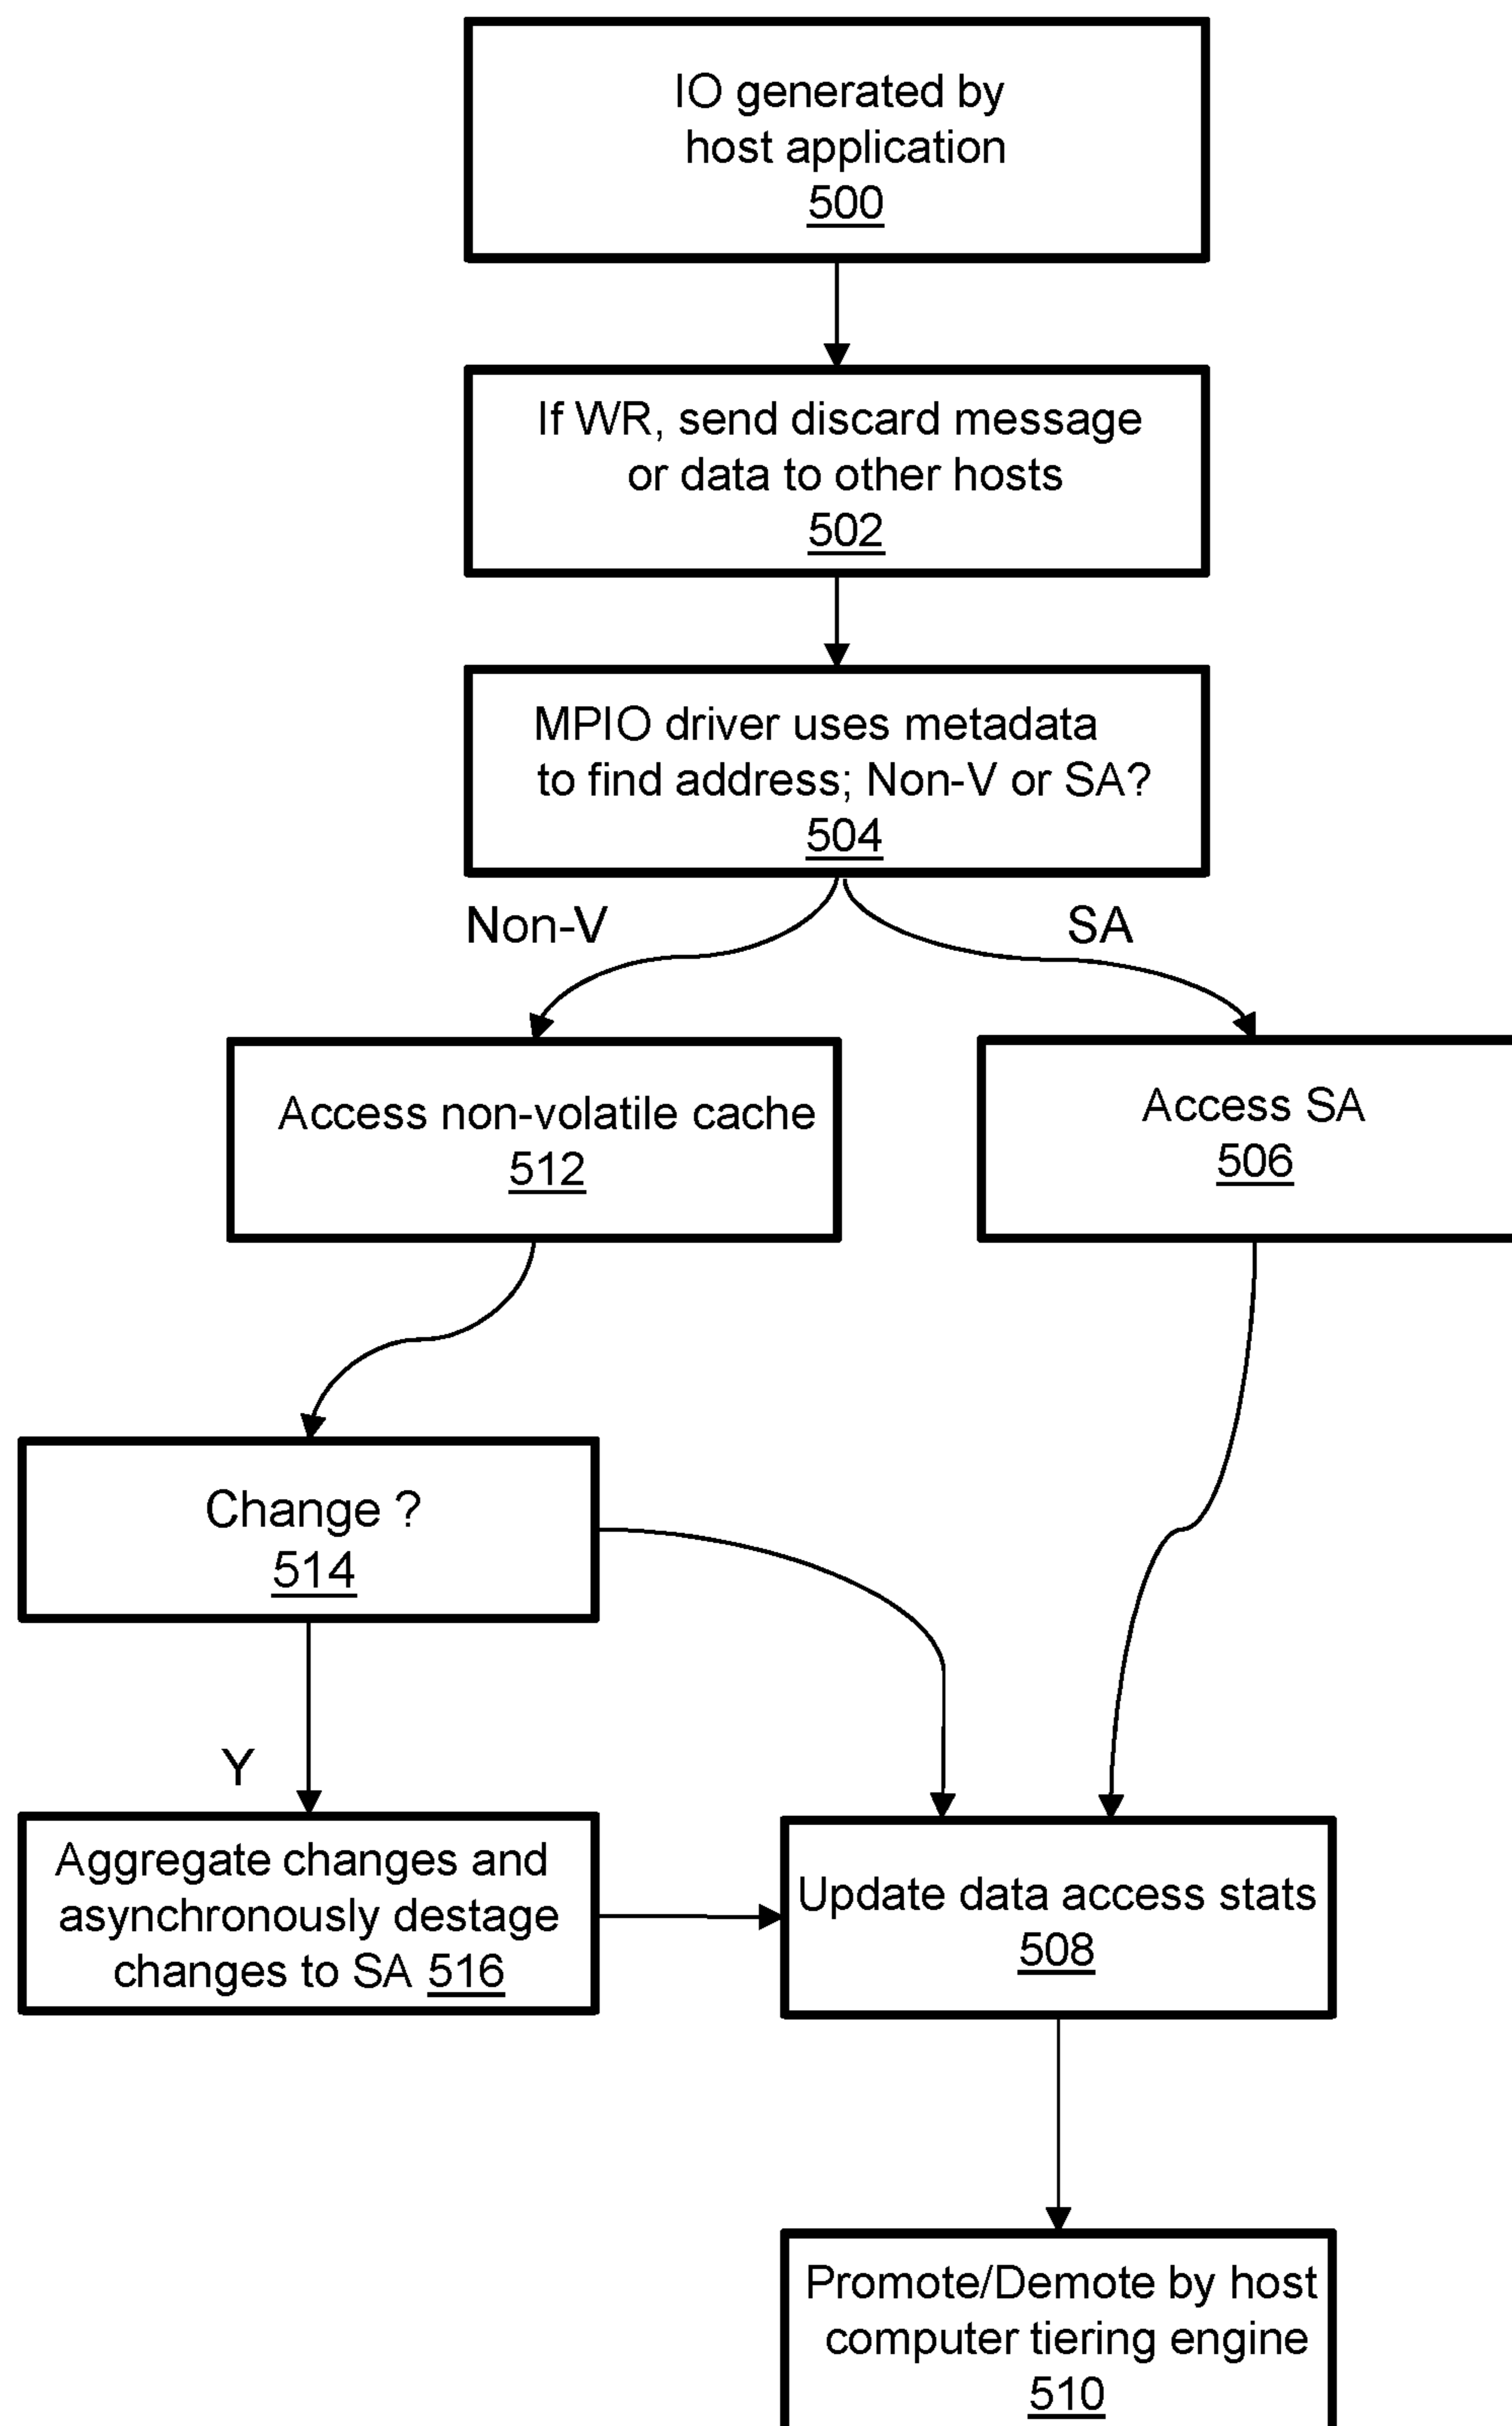 IO generated by
host application
500
If WR, send discard message
or data to other hosts
502
MPIO driver uses metadata
to find address; Non-V or SA?
504
Non-V
SA
Access non-volatile cache
512
Access SA
506
Change ?
514
Y
Aggregate changes and
asynchronously destage
changes to SA 516
Update data access stats
508
Promote/Demote by host
computer tiering engine
510